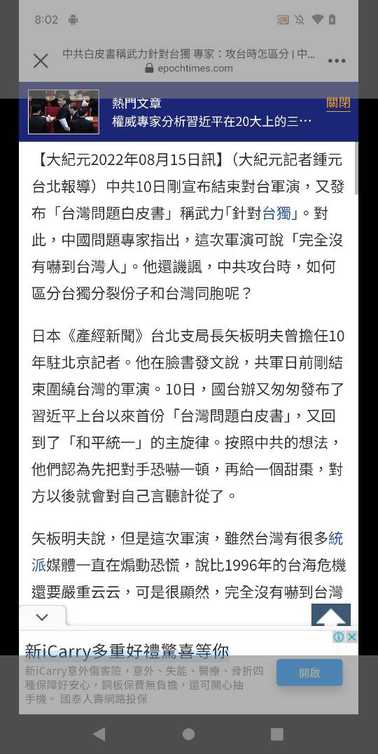 8:02
中共白皮書稱武力針對台獨 專家：攻台時怎區分 | 中...
epochtimes.com
熱門文章
關閉
權威專家分析習近平在20大上的三⋯
【大紀元2022年08月15日訊】（大紀元記者鍾元
台北報導）中共10日剛宣布結束對台軍演，又發
布「台灣問題白皮書」稱武力「針對台獨」。對
此，中國問題專家指出，這次軍演可說「完全沒
有嚇到台灣人」。他還譏諷，中共攻台時，如何
區分台獨分裂份子和台灣同胞呢？
日本《產經新聞》台北支局長矢板明夫曾擔任10
年駐北京記者。他在臉書發文說，共軍日前剛結
束圍繞台灣的軍演。10日，國台辦又匆匆發布了
習近平上台以來首份「台灣問題白皮書」，又回
到了「和平統一」的主旋律。按照中共的想法，
他們認為先把對手恐嚇一頓，再給一個甜棗，對
方以後就會對自己言聽計從了。
矢板明夫說，但是這次軍演，雖然台灣有很多統
派媒體一直在煽動恐慌，說比1996年的台海危機
還要嚴重云云，可是很顯然，完全沒有嚇到台灣
新iCarry多重好禮驚喜等你
新iCarry意外傷害險，意外、失能、醫療、骨折四
種保障好安心，銅板保費無負擔，還可開心抽
手機。 國泰人壽網路投保
開啟